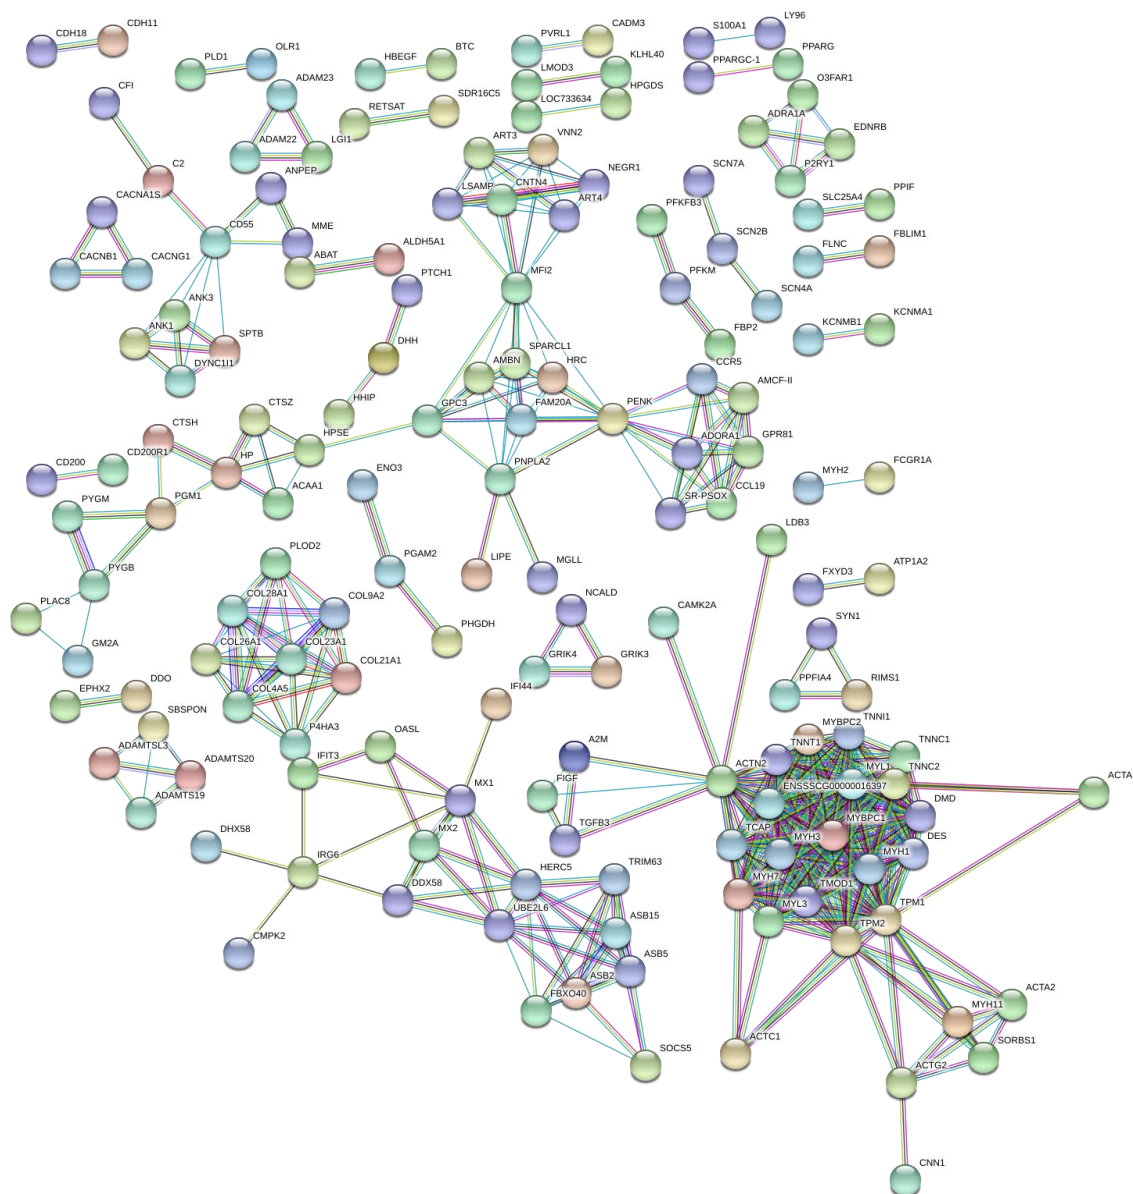 CDH18
CDH11
PLD1
OLR1
HBEGF
BTC
PVRL1
CADM3
S100A1
LY96
LMOD3
KLHL40
PPARGC-1
PPARG
LOC733634
HPGDS
O3FAR1
CFI
ADAM23
RETSAT
SDR16C5
ADRA1A
EDNRB
ADAM22
LGI1
ART3
VNN2
P2RY1
C2
ANPEP
LSAMP
CNTN4
NEGR1
ART4
SCN7A
SLC25A4
PPIF
CACNA1S
CD55
MME
PFKFB3
SCN2B
FLNC
FBLIM1
CACNB1
CACNG1
ABAT
ALDH5A1
PTCH1
MFI2
PFKM
SCN4A
ANK3
ANK1
SPTB
DYNC1I1
DHH
FBP2
KCNMB1
KCNMA1
SPARCL1
AMBN
HRC
CCR5
AMCF-II
HHIP
GPC3
FAM20A
PENK
CTSZ
CTSH
HPSE
ADORA1
GPR81
CD200
CD200R1
HP
ACAA1
PNPLA2
SR-PSOX
CCL19
MYH2
FCGR1A
PYGM
PGM1
ENO3
LDB3
PYGB
PGAM2
LIPE
MGLL
PLOD2
FXYD3
ATP1A2
PLAC8
GM2A
COL28A1
COL9A2
PHGDH
NCALD
CAMK2A
SYN1
COL26A1
COL23A1
COL21A1
COL4A5
GRIK4
GRIK3
PPFIA4
RIMS1
EPHX2
DDO
P4HA3
IFI44
SBSPON
ADAMTSL3
ADAMTS20
ADAMTS19
IFIT3
OASL
A2M
MYBPC2
TNNI1
TNNT1
TNNC1
ACTN2
MYL1
TNNC2
ACTA
ENSSSCG00000016397
FIGF
MX1
DMD
TCAP
MYBPC1
MYH3
DES
TGFB3
MX2
DHX58
IRG6
MYH1
MYH7
TMOD1
HERC5
TRIM63
DDX58
UBE2L6
MYL3
TPM1
TPM2
ASB15
CMPK2
ASB5
ASB2
FBXO40
ACTA2
MYH11
SORBS1
ACTC1
SOCS5
ACTG2
CNN1